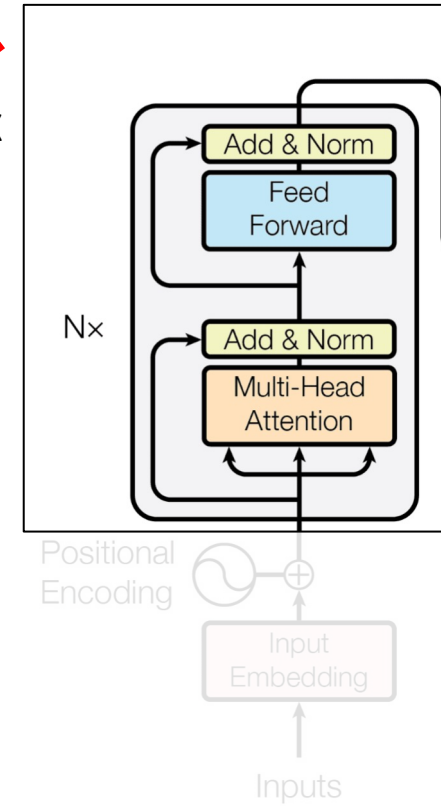 Add & Norm
Feed
Forward
Nx
Add & Norm
Multi-Head
Attention
Positional
Encoding
Input
Embedding
Inputs